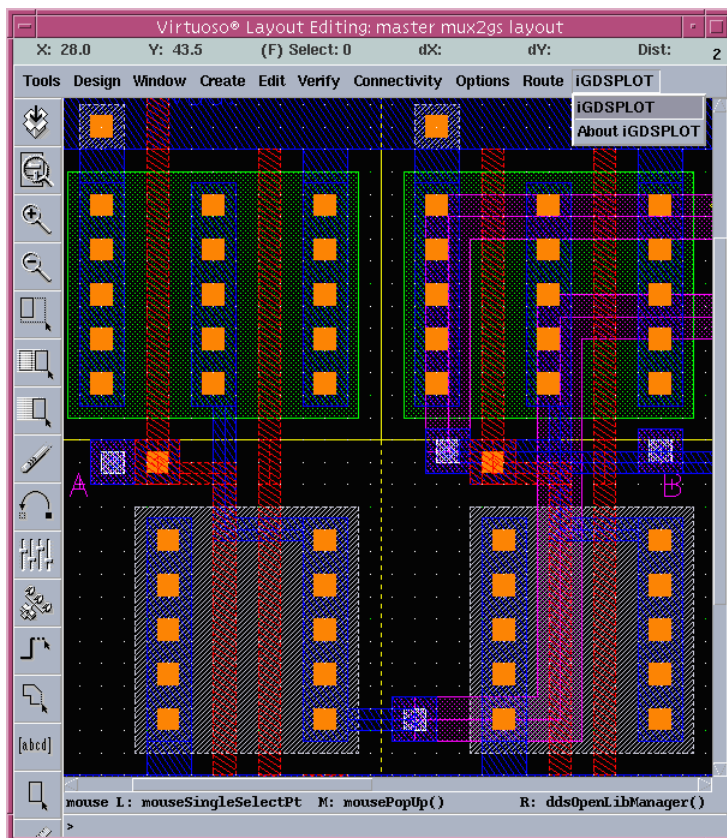 Virtuoso® Layout Editing: master mux2gs layout
X: 28.0 Y: 43.5 (F) Select: 0 dX: dY: Dist: 2
Tools Design Window Create Edit Verify Connectivity Options Route iGDSPLOT
iGDSPLOT
About iGDSPLOT
A B
[abcd]
mouse L: mouseSingleSelectPt M: mousePopUp() R: ddsOpenLibManager()
>